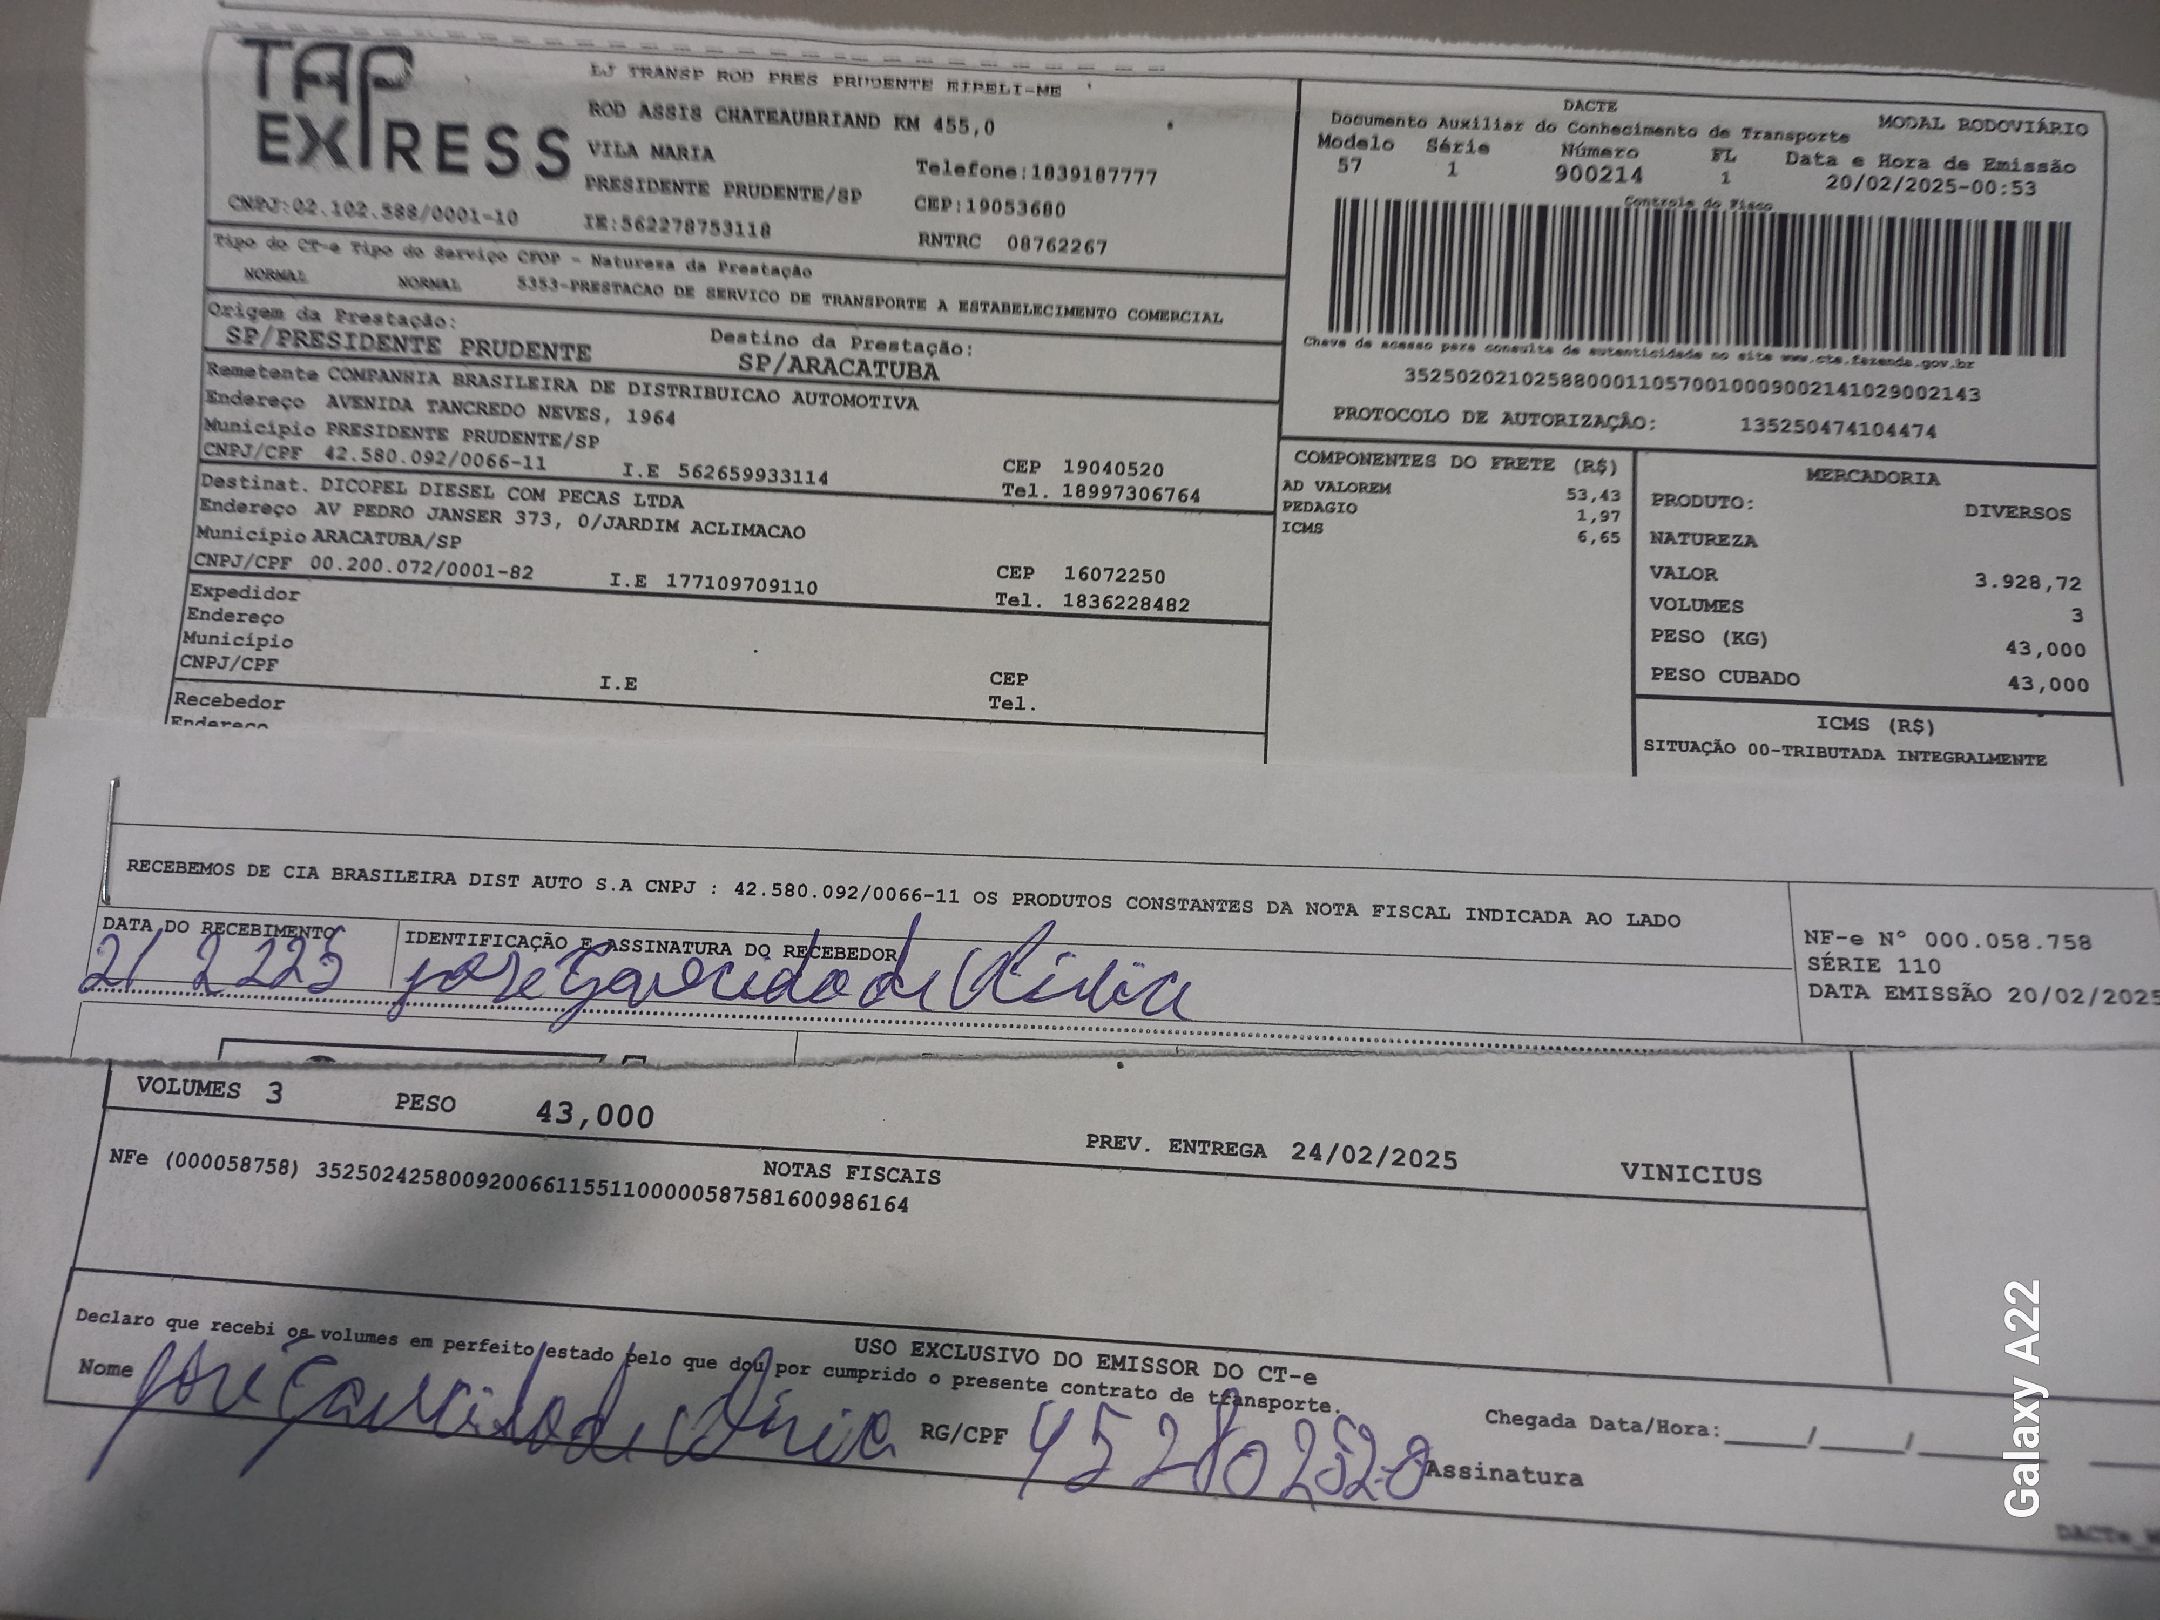 TAP
EXPRESS
LJ TRANSP ROD PRES PRUDENTE EIRELI-ME
ROD ASSIS CHATEAUBRIAND KM 455,0
VILA MARIA
Telefone:1839187777
PRESIDENTE PRUDENTE/SP
CEP:19053680
CNPJ:02.102.588/0001-10
IE:562278753118
RNTRC 08762267
DACTE
Documento Auxiliar do Conhecimento de Transporte
MODAL RODOVIÁRIO
Modelo Série Número FL Data e Hora de Emissão
57 1 900214 1 20/02/2025-00:53
Controle do Fisco
Chave de acesso para consulta de autenticidade no site www.cte.fazenda.gov.br
35250202102588000110570010009002141029002143
PROTOCOLO DE AUTORIZAÇÃO: 135250474104474
Tipo do CT-e Tipo do Serviço CFOP - Natureza da Prestação
NORMAL NORMAL 5353-PRESTACAO DE SERVICO DE TRANSPORTE A ESTABELECIMENTO COMERCIAL
Origem da Prestação: Destino da Prestação:
SP/PRESIDENTE PRUDENTE SP/ARACATUBA
Remetente COMPANHIA BRASILEIRA DE DISTRIBUICAO AUTOMOTIVA
Endereço AVENIDA TANCREDO NEVES, 1964
Município PRESIDENTE PRUDENTE/SP CEP 19040520
CNPJ/CPF 42.580.092/0066-11 I.E 562659933114 Tel. 18997306764
Destinat. DICOPEL DIESEL COM PECAS LTDA
Endereço AV PEDRO JANSER 373, 0/JARDIM ACLIMACAO
Município ARACATUBA/SP CEP 16072250
CNPJ/CPF 00.200.072/0001-82 I.E 177109709110 Tel. 1836228482
Expedidor
Endereço
Município CEP
CNPJ/CPF I.E Tel.
Recebedor
Endereço
COMPONENTES DO FRETE (R$)
AD VALOREM 53,43
PEDAGIO 1,97
ICMS 6,65
MERCADORIA
PRODUTO: DIVERSOS
NATUREZA
VALOR 3.928,72
VOLUMES 3
PESO (KG) 43,000
PESO CUBADO 43,000
ICMS (R$)
SITUAÇÃO 00-TRIBUTADA INTEGRALMENTE
RECEBEMOS DE CIA BRASILEIRA DIST AUTO S.A CNPJ : 42.580.092/0066-11 OS PRODUTOS CONSTANTES DA NOTA FISCAL INDICADA AO LADO
DATA DO RECEBIMENTO IDENTIFICAÇÃO E ASSINATURA DO RECEBEDOR
21 2 225 jose de
NF-e Nº 000.058.758
SÉRIE 110
DATA EMISSÃO 20/02/2025
VOLUMES 3 PESO 43,000 PREV. ENTREGA 24/02/2025 VINICIUS
NOTAS FISCAIS
NFe (000058758) 35250242580092006611551100000587581600986164
USO EXCLUSIVO DO EMISSOR DO CT-e
Declaro que recebi os volumes em perfeito estado pelo que dou por cumprido o presente contrato de transporte.
Nome jose de RG/CPF Chegada Data/Hora:____/____/____
Assinatura
Galaxy A22